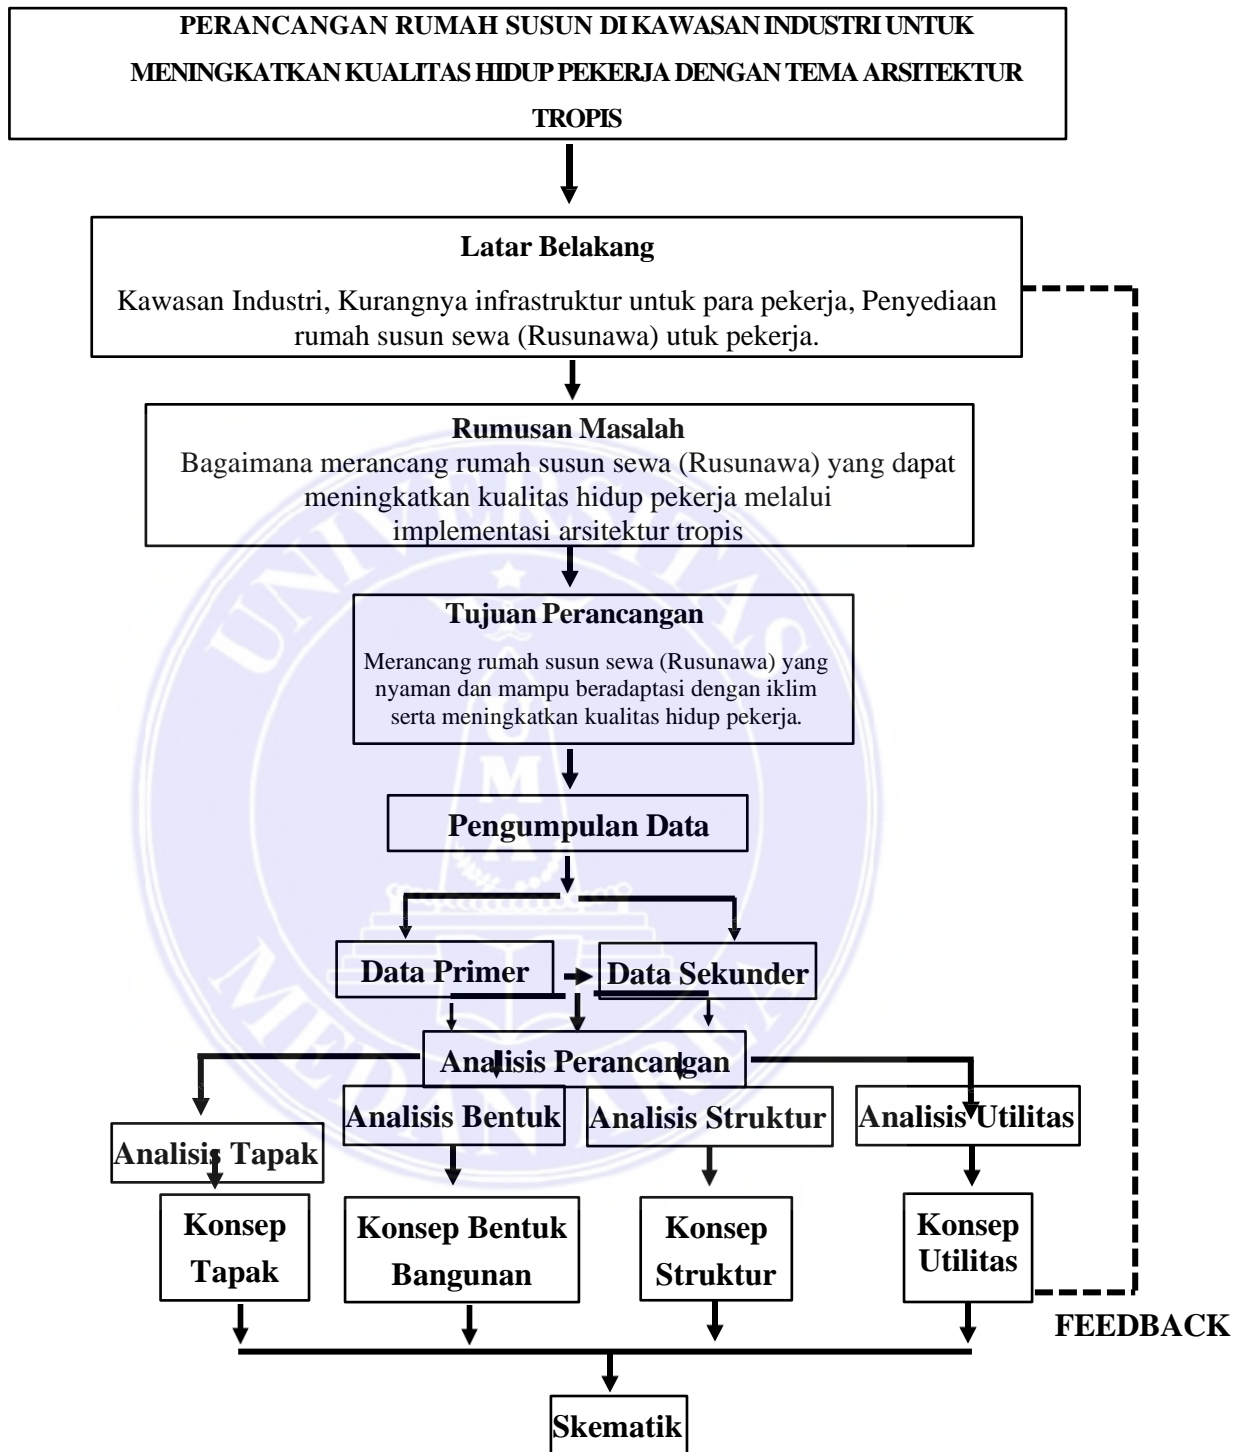 PERANCANGAN RUMAH SUSUN DI KAWASAN INDUSTRI UNTUK
MENINGKATKAN KUALITAS HIDUP PEKERJA DENGAN TEMA ARSITEKTUR
TROPIS
Latar Belakang
Kawasan Industri, Kurangnya infrastruktur untuk para pekerja, Penyediaan
rumah susun sewa (Rusunawa) utuk pekerja.
Rumusan Masalah
Bagaimana merancang rumah susun sewa (Rusunawa) yang dapat
meningkatkan kualitas hidup pekerja melalui
implementasi arsitektur tropis
Tujuan Perancangan
Merancang rumah susun sewa (Rusunawa) yang
nyaman dan mampu beradaptasi dengan iklim
serta meningkatkan kualitas hidup pekerja.
Pengumpulan Data
Data Primer
Data Sekunder
Analisis Perancangan
Analisis Tapak
Analisis Bentuk
Analisis Struktur
Analisis Utilitas
Konsep
Tapak
Konsep Bentuk
Bangunan
Konsep
Struktur
Konsep
Utilitas
FEEDBACK
Skematik
UNIVERSITAS
UMA
MEDAN AREA